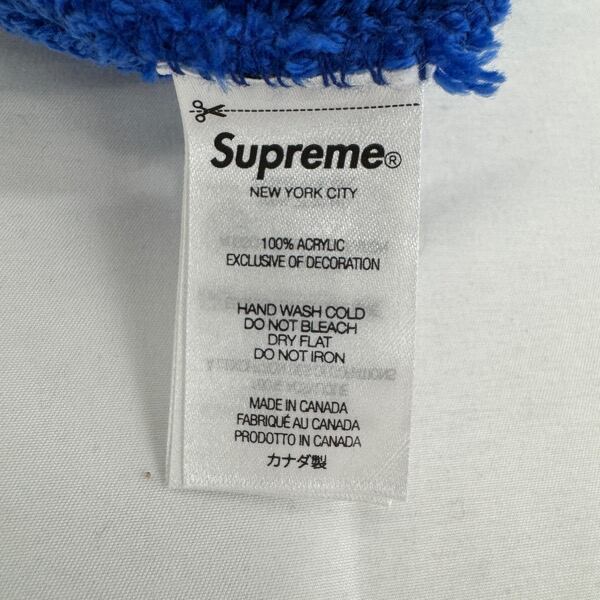 Supreme®
NEW YORK CITY
100% ACRYLIC
EXCLUSIVE OF DECORATION
HAND WASH COLD
DO NOT BLEACH
DRY FLAT
DO NOT IRON
MADE IN CANADA
FABRIQUÉ AU CANADA
PRODOTTO IN CANADA
カナダ製